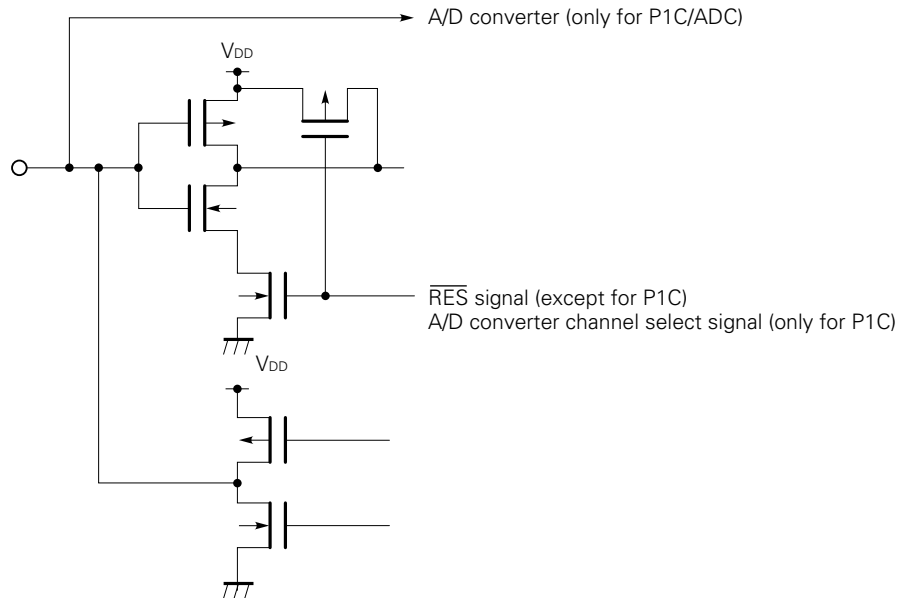 A/D converter (only for P1C/ADC)
VDD
RES signal (except for P1C)
A/D converter channel select signal (only for P1C)
VDD